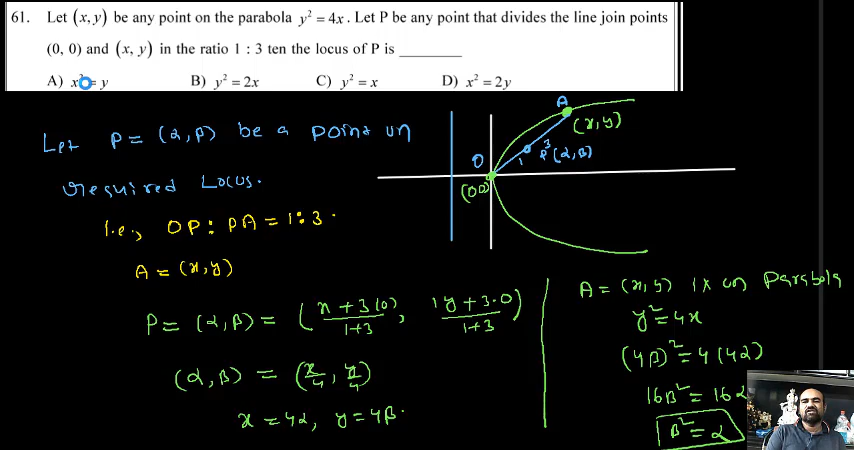 61. Let (x, y) be any point on the parabola y² = 4x. Let P be any point that divides the line join points
(0, 0) and (x, y) in the ratio 1 : 3 ten the locus of P is ________
A) x² = y B) y² = 2x C) y² = x D) x² = 2y
Let P = (α, β) be a point on
required Locus.
i.e., OP : PA = 1 : 3.
A = (x, y)
P = (α, β) = ( x + 3(0) / 1+3 , 1y + 3·0 / 1+3 )
(α, β) = ( x/4 , y/4 )
x = 4α, y = 4β.
A
(x, y)
O
1
3
P (α, β)
(0 0)
A = (x, y) on Parabola
y² = 4x
(4β)² = 4 (4α)
16β² = 16α
β² = α